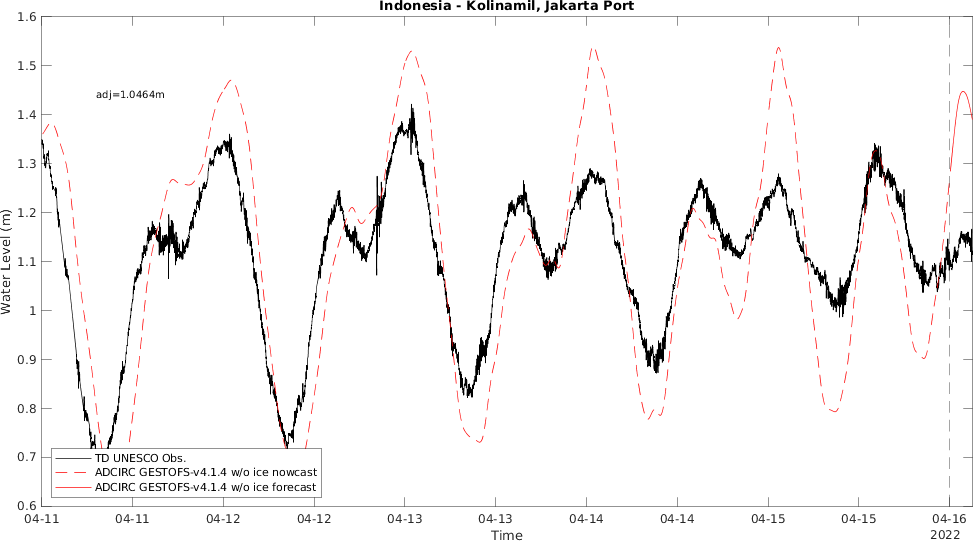 Indonesia - Kolinamil, Jakarta Port
1.6
1.5
1.4
1.3
1.2
1.1
1
0.9
0.8
0.7
0.6
Water Level (m)
adj=1.0464m
TD UNESCO Obs.
ADCIRC GESTOFS-v4.1.4 w/o ice nowcast
ADCIRC GESTOFS-v4.1.4 w/o ice forecast
04-11 04-11 04-12 04-12 04-13 04-13 04-14 04-14 04-15 04-15 04-16
Time
2022